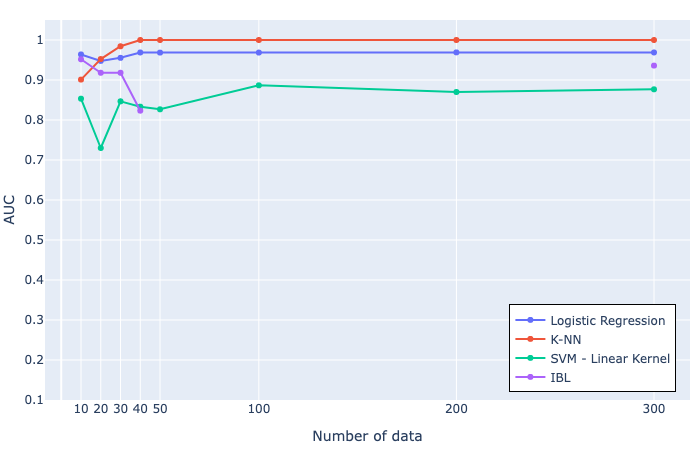 1
0.9
0.8
0.7
0.6
0.5
0.4
0.3
0.2
0.1
AUC
10 20 30 40 50 100 200 300
Number of data
Logistic Regression
K-NN
SVM - Linear Kernel
IBL